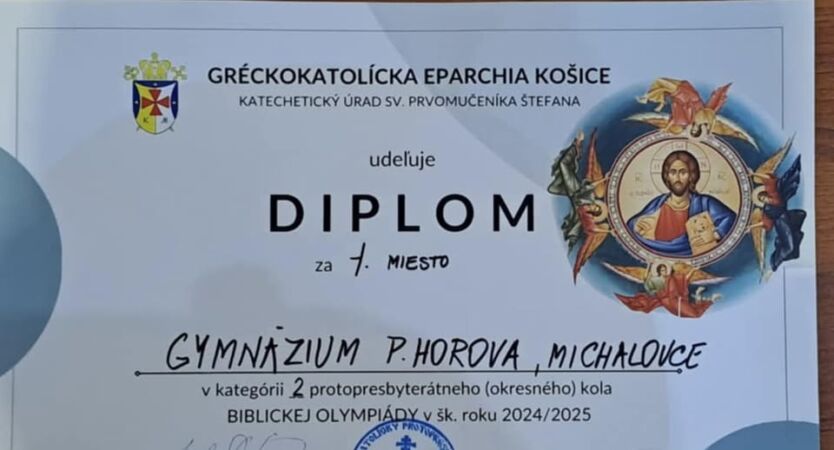 GRÉCKOKATOLÍCKA EPARCHIA KOŠICE
KATECHETICKÝ ÚRAD SV. PRVOMUČENÍKA ŠTEFANA
udeľuje
DIPLOM
za 1. MIESTO
GYMNÁZIUM P. HOROVA, MICHALOVCE
v kategórii 2 protopresbyterátneho (okresného) kola
BIBLICKEJ OLYMPIÁDY v šk. roku 2024/2025